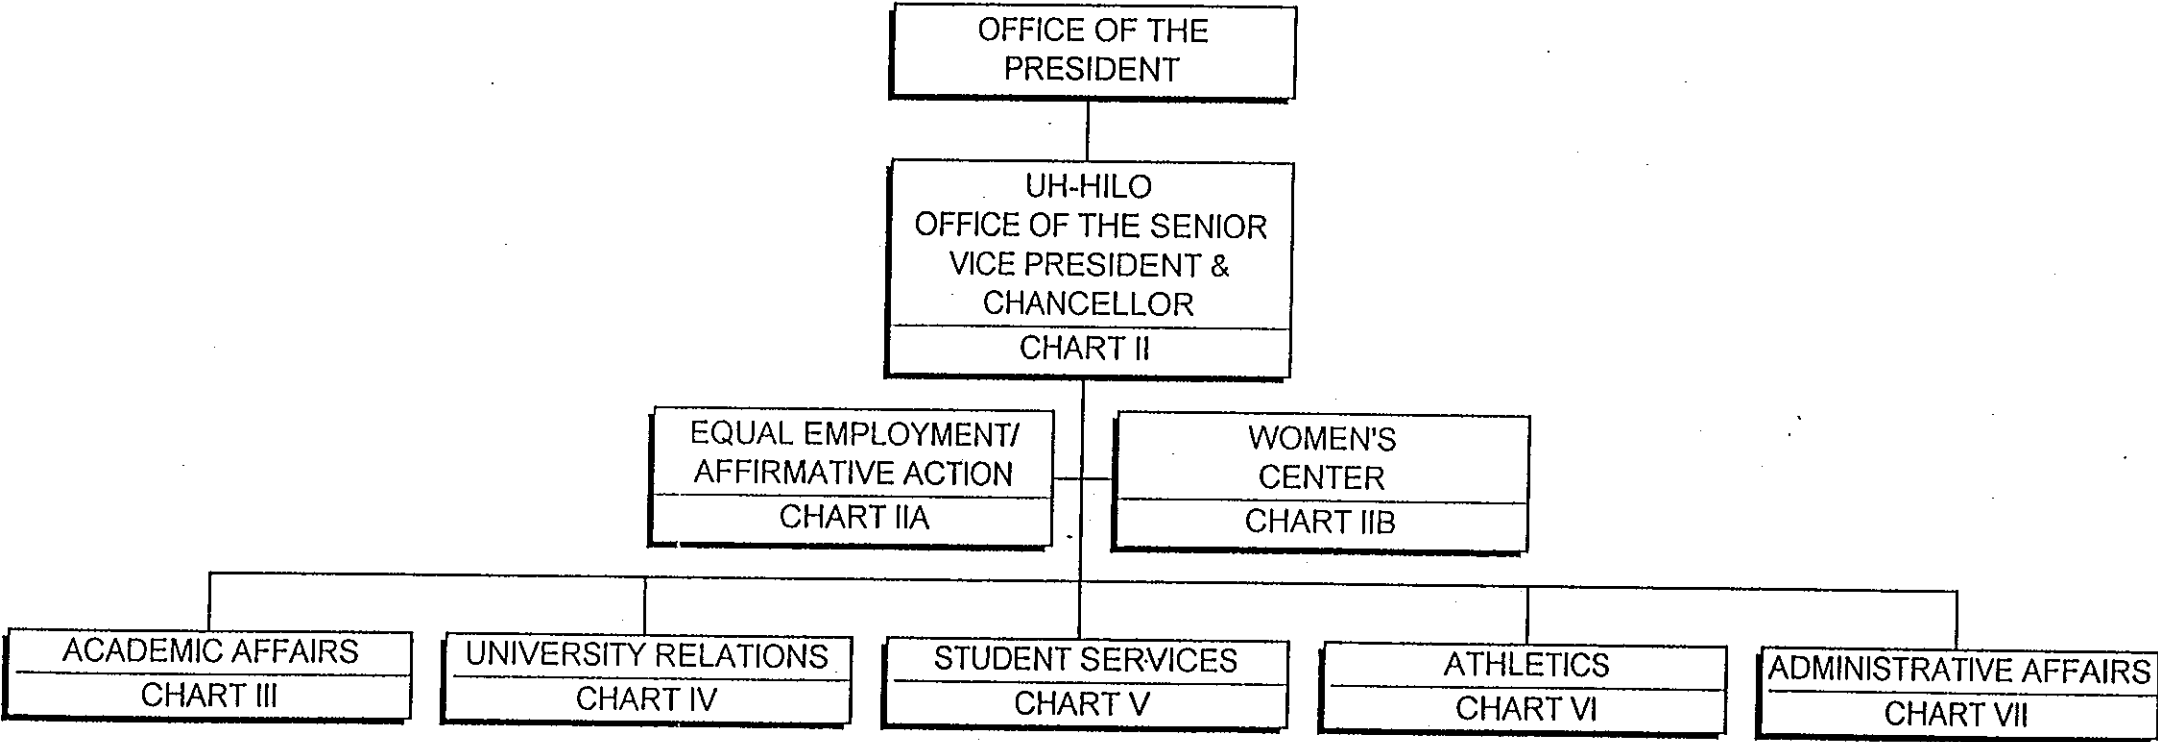 OFFICE OF THE
PRESIDENT
UH-HILO
OFFICE OF THE SENIOR
VICE PRESIDENT &
CHANCELLOR
CHART II
EQUAL EMPLOYMENT/
AFFIRMATIVE ACTION
CHART IIA
WOMEN'S
CENTER
CHART IIB
ACADEMIC AFFAIRS
CHART III
UNIVERSITY RELATIONS
CHART IV
STUDENT SERVICES
CHART V
ATHLETICS
CHART VI
ADMINISTRATIVE AFFAIRS
CHART VII